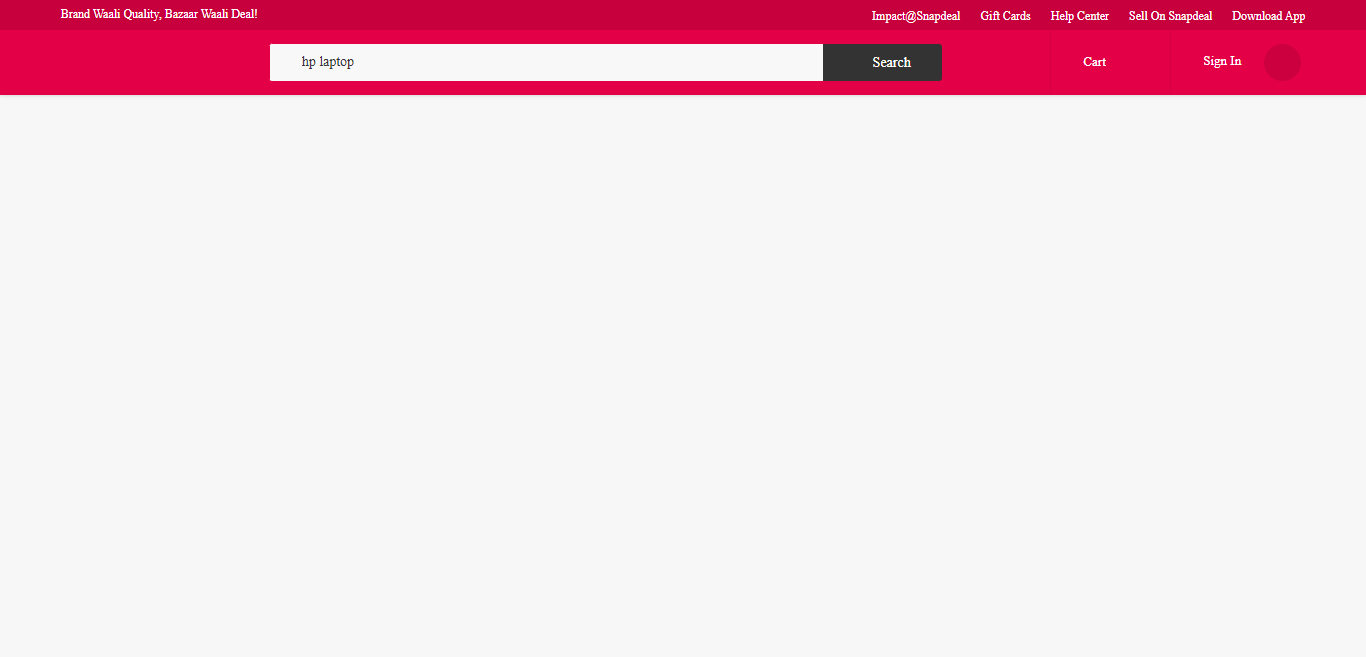 Brand Waali Quality, Bazaar Waali Deal!
Impact@Snapdeal Gift Cards Help Center Sell On Snapdeal Download App
hp laptop Search Cart Sign In